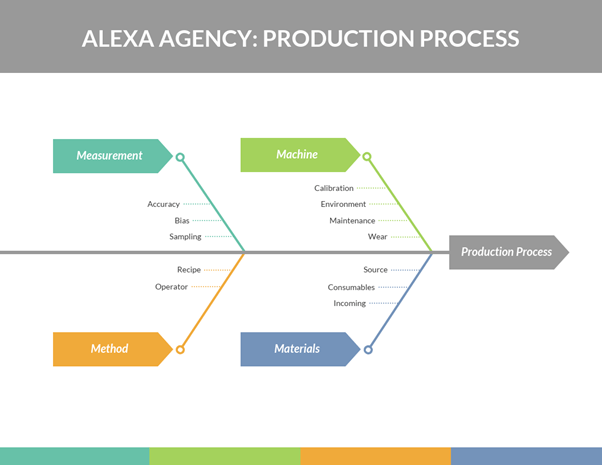 ALEXA AGENCY: PRODUCTION PROCESS
Measurement
Machine
Accuracy
Bias
Sampling
Calibration
Environment
Maintenance
Wear
Production Process
Recipe
Operator
Source
Consumables
Incoming
Method
Materials